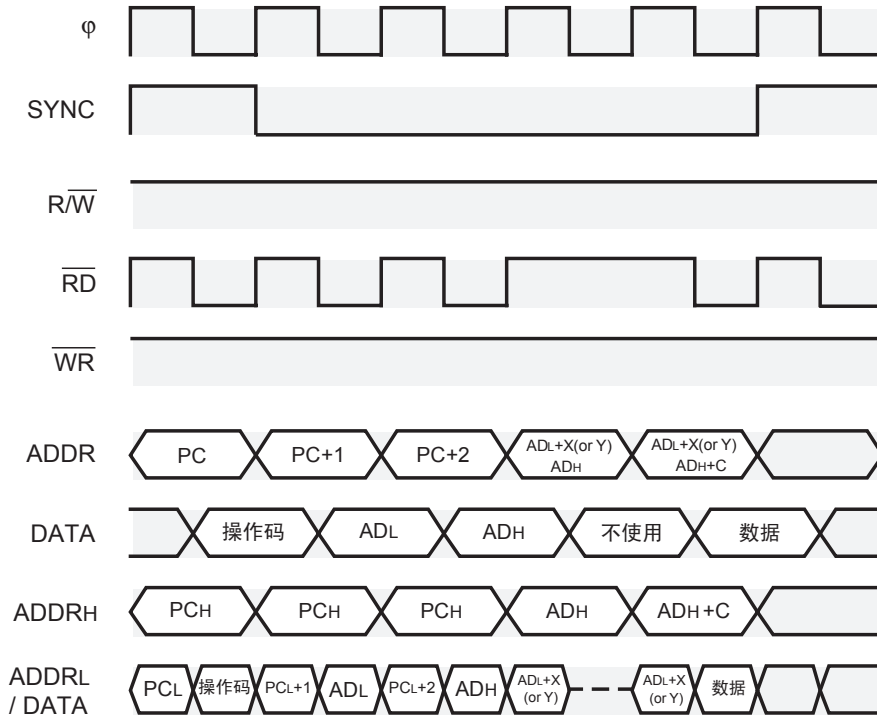 φ
SYNC
R/W
RD
WR
ADDR
PC
PC+1
PC+2
ADL+X(or Y)
ADH
ADL+X(or Y)
ADH+C
DATA
操作码
ADL
ADH
不使用
数据
ADDRH
PCH
PCH
PCH
ADH
ADH+C
ADDRL
/ DATA
PCL
操作码
PCL+1
ADL
PCL+2
ADH
ADL+X
(or Y)
ADL+X
(or Y)
数据